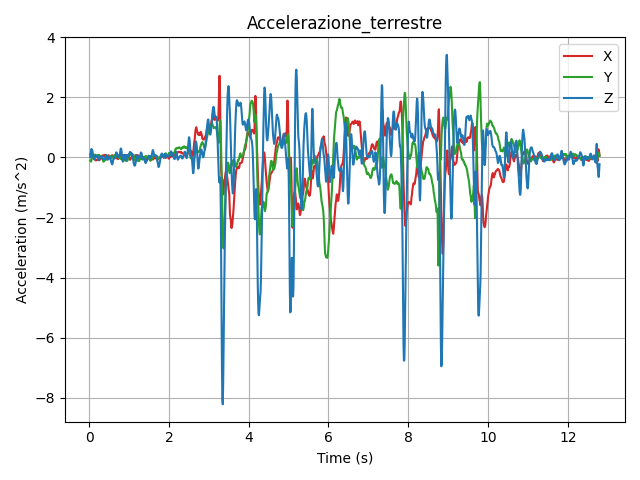 Accelerazione_terrestre
X
Y
Z
Acceleration (m/s^2)
4
2
0
−2
−4
−6
−8
0
2
4
6
8
10
12
Time (s)